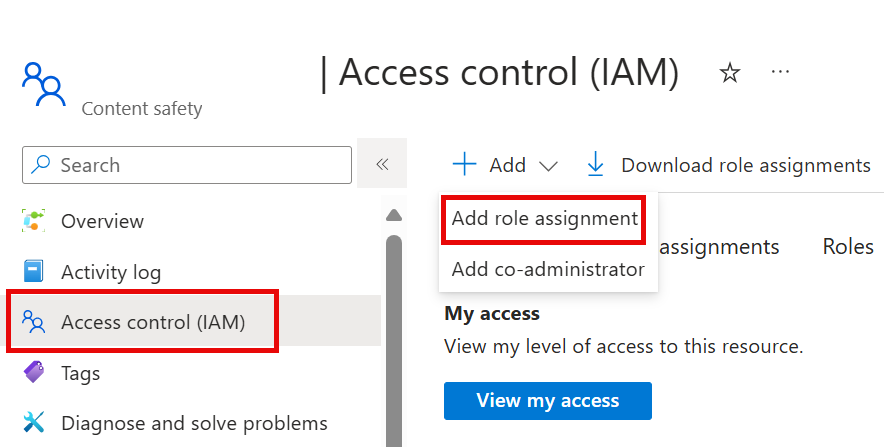 | Access control (IAM)
Content safety
Search
Add
Download role assignments
Overview
Activity log
Access control (IAM)
Tags
Diagnose and solve problems
Add role assignment
Add co-administrator
assignments
Roles
My access
View my level of access to this resource.
View my access